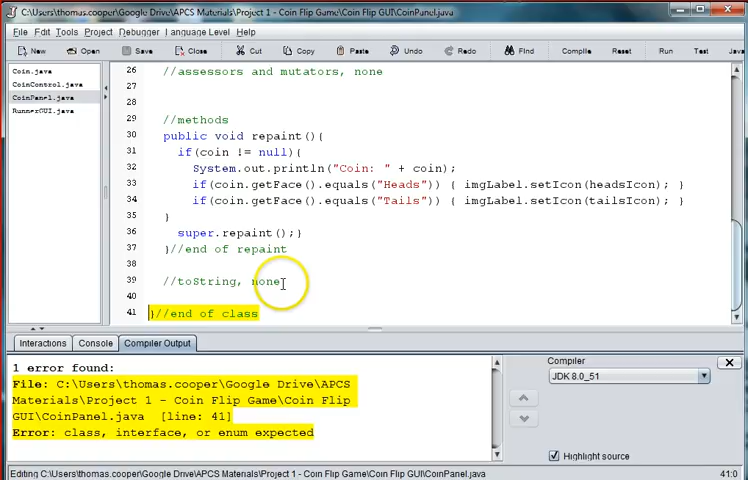 C:\Users\thomas.cooper\Google Drive\APCS Materials\Project 1 - Coin Flip Game\Coin Flip GUI\CoinPanel.java
File Edit Tools Project Debugger Language Level Help
New Open Save Close Cut Copy Paste Undo Redo Find Compile Reset Run Test Java
Coin.java
CoinControl.java
CoinPanel.java
RunnerGUI.java
26 //assessors and mutators, none
27
28
29 //methods
30 public void repaint(){
31 if(coin != null){
32 System.out.println("Coin: " + coin);
33 if(coin.getFace().equals("Heads")) { imgLabel.setIcon(headsIcon); }
34 if(coin.getFace().equals("Tails")) { imgLabel.setIcon(tailsIcon); }
35 }
36 super.repaint();}
37 }//end of repaint
38
39 //toString, none
40
41 }//end of class
Interactions Console Compiler Output
1 error found:
File: C:\Users\thomas.cooper\Google Drive\APCS
Materials\Project 1 - Coin Flip Game\Coin Flip
GUI\CoinPanel.java [line: 41]
Error: class, interface, or enum expected
Compiler
JDK 8.0_51
Highlight source
Editing C:\Users\thomas.cooper\Google Drive\APCS Materials\Project 1 - Coin Flip Game\Coin Flip GUI\CoinPanel.java 41:0